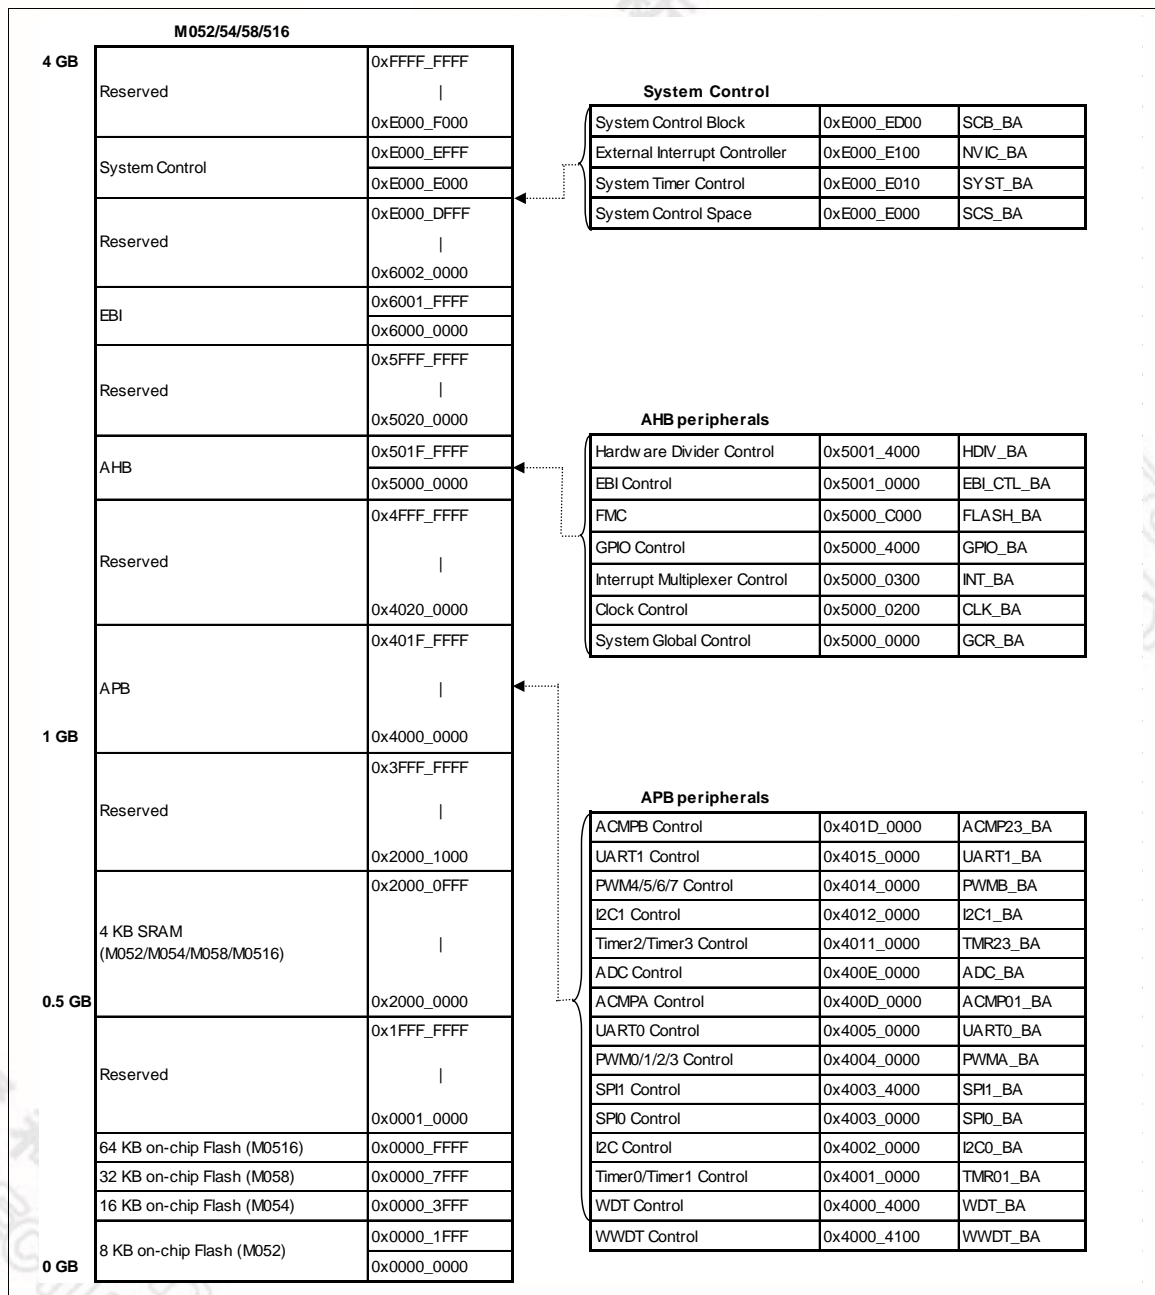 M052/54/58/516
4 GB
Reserved
0xFFFF_FFFF
|
0xE000_F000
System Control
0xE000_EFFF
0xE000_E000
Reserved
0xE000_DFFF
|
0x6002_0000
EBI
0x6001_FFFF
0x6000_0000
Reserved
0x5FFF_FFFF
|
0x5020_0000
AHB
0x501F_FFFF
0x5000_0000
Reserved
0x4FFF_FFFF
|
0x4020_0000
APB
0x401F_FFFF
|
1 GB
0x4000_0000
Reserved
0x3FFF_FFFF
|
0x2000_1000
4 KB SRAM
(M052/M054/M058/M0516)
0x2000_0FFF
|
0.5 GB
0x2000_0000
Reserved
0x1FFF_FFFF
|
0x0001_0000
64 KB on-chip Flash (M0516) 0x0000_FFFF
32 KB on-chip Flash (M058) 0x0000_7FFF
16 KB on-chip Flash (M054) 0x0000_3FFF
8 KB on-chip Flash (M052)
0x0000_1FFF
0 GB
0x0000_0000
System Control
System Control Block 0xE000_ED00 SCB_BA
External Interrupt Controller 0xE000_E100 NVIC_BA
System Timer Control 0xE000_E010 SYST_BA
System Control Space 0xE000_E000 SCS_BA
AHB peripherals
Hardware Divider Control 0x5001_4000 HDIV_BA
EBI Control 0x5001_0000 EBI_CTL_BA
FMC 0x5000_C000 FLASH_BA
GPIO Control 0x5000_4000 GPIO_BA
Interrupt Multiplexer Control 0x5000_0300 INT_BA
Clock Control 0x5000_0200 CLK_BA
System Global Control 0x5000_0000 GCR_BA
APB peripherals
ACMPB Control 0x401D_0000 ACMP23_BA
UART1 Control 0x4015_0000 UART1_BA
PWM4/5/6/7 Control 0x4014_0000 PWMB_BA
I2C1 Control 0x4012_0000 I2C1_BA
Timer2/Timer3 Control 0x4011_0000 TMR23_BA
ADC Control 0x400E_0000 ADC_BA
ACMPA Control 0x400D_0000 ACMP01_BA
UART0 Control 0x4005_0000 UART0_BA
PWM0/1/2/3 Control 0x4004_0000 PWMA_BA
SPI1 Control 0x4003_4000 SPI1_BA
SPI0 Control 0x4003_0000 SPI0_BA
I2C Control 0x4002_0000 I2C0_BA
Timer0/Timer1 Control 0x4001_0000 TMR01_BA
WDT Control 0x4000_4000 WDT_BA
WWDT Control 0x4000_4100 WWDT_BA